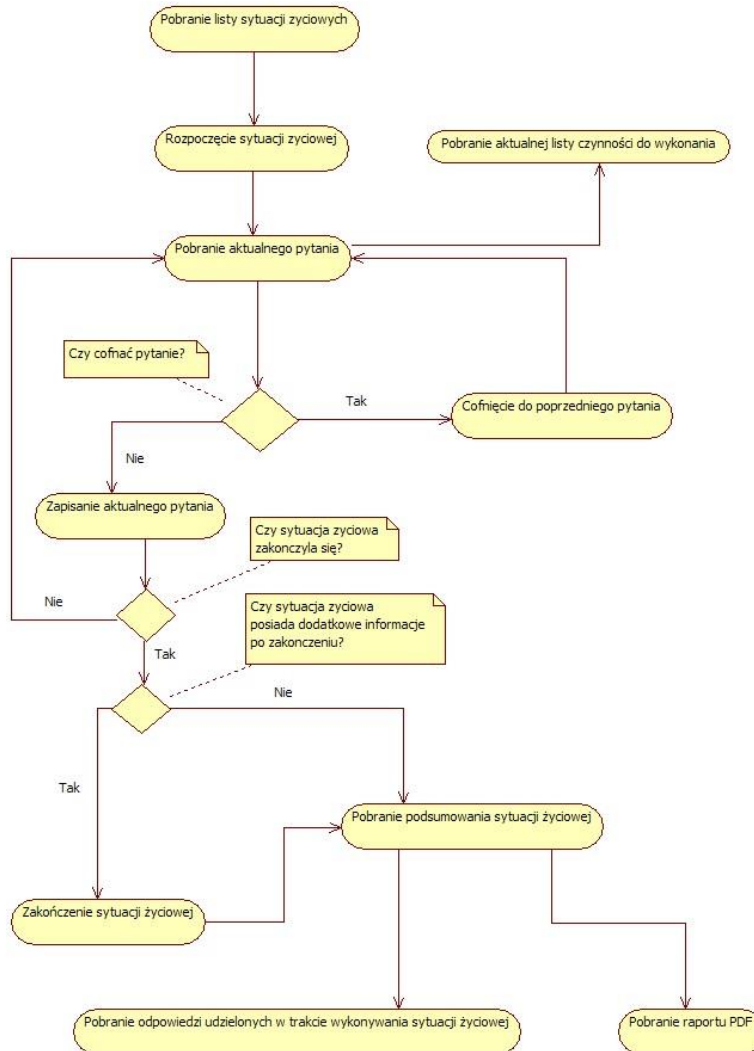 Pobranie listy sytuacji zyciowych
Rozpoczęcie sytuacji zyciowej
Pobranie aktualnej listy czynności do wykonania
Pobranie aktualnego pytania
Czy cofnać pytanie?
Tak
Cofnięcie do poprzedniego pytania
Nie
Zapisanie aktualnego pytania
Czy sytuacja zyciowa
zakonczyla się?
Nie
Czy sytuacja zyciowa
posiada dodatkowe informacje
po zakonczeniu?
Tak
Nie
Tak
Pobranie podsumowania sytuacji życiowej
Zakończenie sytuacji życiowej
Pobranie odpowiedzi udzielonych w trakcie wykonywania sytuacji życiowej
Pobranie raportu PDF